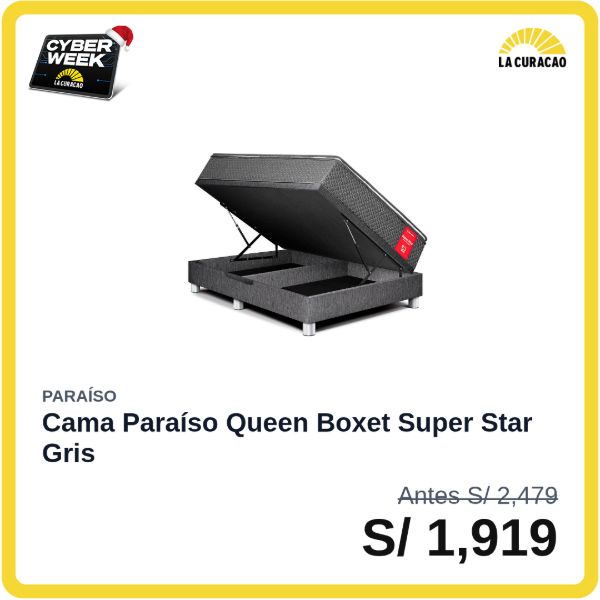 CYBER
WEEK
LA CURACAO
LA CURACAO
PARAÍSO
Cama Paraíso Queen Boxet Super Star
Gris
Antes S/ 2,479
S/ 1,919